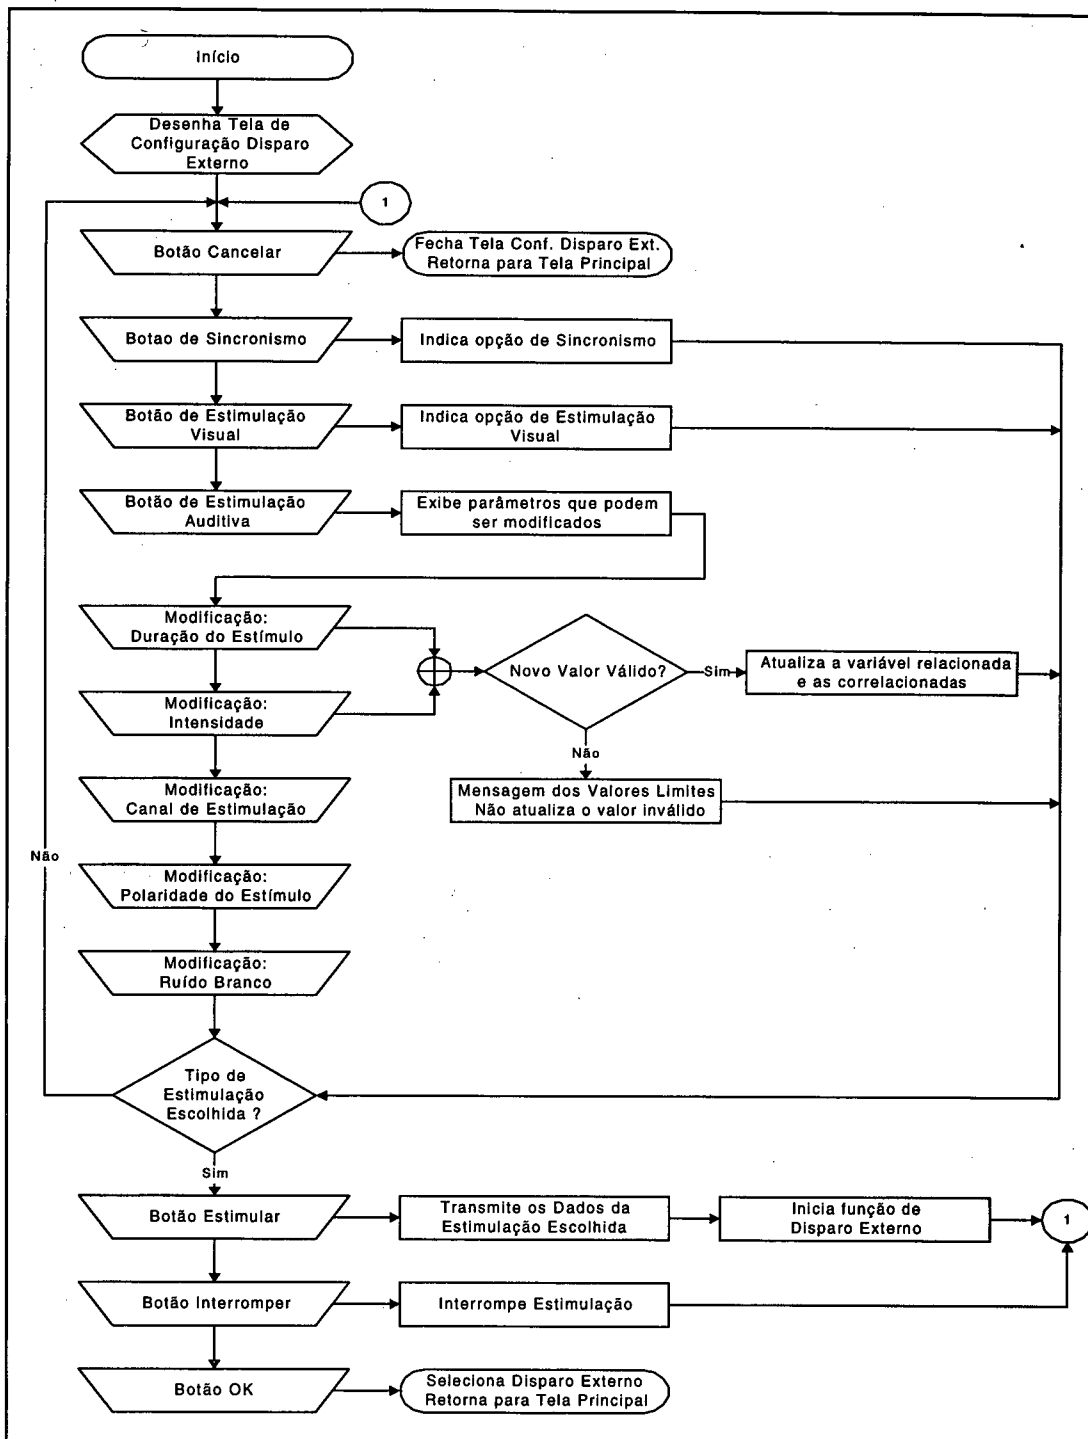 Início
Desenha Tela de
Configuração Disparo
Externo
1
Botão Cancelar
Fecha Tela Conf. Disparo Ext.
Retorna para Tela Principal
Botao de Sincronismo
Indica opção de Sincronismo
Botão de Estimulação
Visual
Indica opção de Estimulação
Visual
Botão de Estimulação
Auditiva
Exibe parâmetros que podem
ser modificados
Modificação:
Duração do Estímulo
Novo Valor Válido?
Sim
Atualiza a variável relacionada
e as correlacionadas
Modificação:
Intensidade
Não
Mensagem dos Valores Limites
Não atualiza o valor inválido
Modificação:
Canal de Estimulação
Não
Modificação:
Polaridade do Estímulo
Modificação:
Ruído Branco
Tipo de
Estimulação
Escolhida ?
Sim
Botão Estimular
Transmite os Dados da
Estimulação Escolhida
Inicia função de
Disparo Externo
1
Botão Interromper
Interrompe Estimulação
Botão OK
Seleciona Disparo Externo
Retorna para Tela Principal